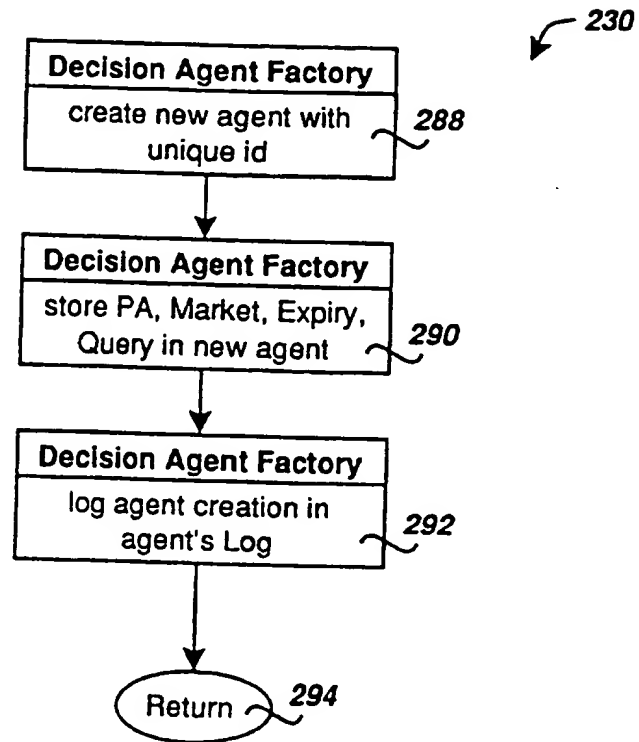 230
Decision Agent Factory
create new agent with
unique id
288
Decision Agent Factory
store PA, Market, Expiry,
Query in new agent
290
Decision Agent Factory
log agent creation in
agent's Log
292
Return
294